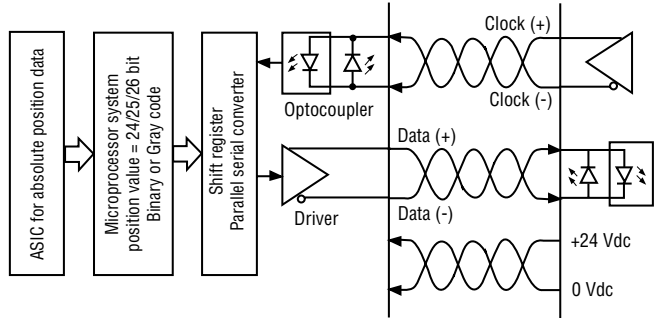 ASIC for absolute position data
Microprocessor system
position value = 24/25/26 bit
Binary or Gray code
Shift register
Parallel serial converter
Optocoupler
Driver
Clock (+)
Clock (-)
Data (+)
Data (-)
+24 Vdc
0 Vdc